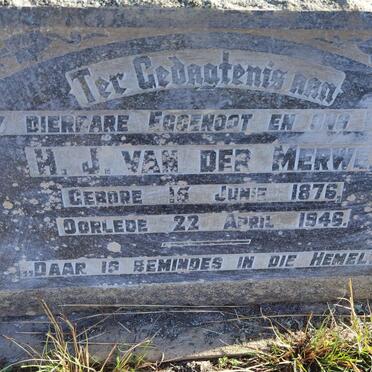 Ter Gedagtenis aan
DIERBARE EGGENOOT EN ONS
H. J. VAN DER MERWE
GEBORE 16 JUNIE 1876
OORLEDE 22 APRIL 1946.
„DAAR IS BEMINDES IN DIE HEMEL